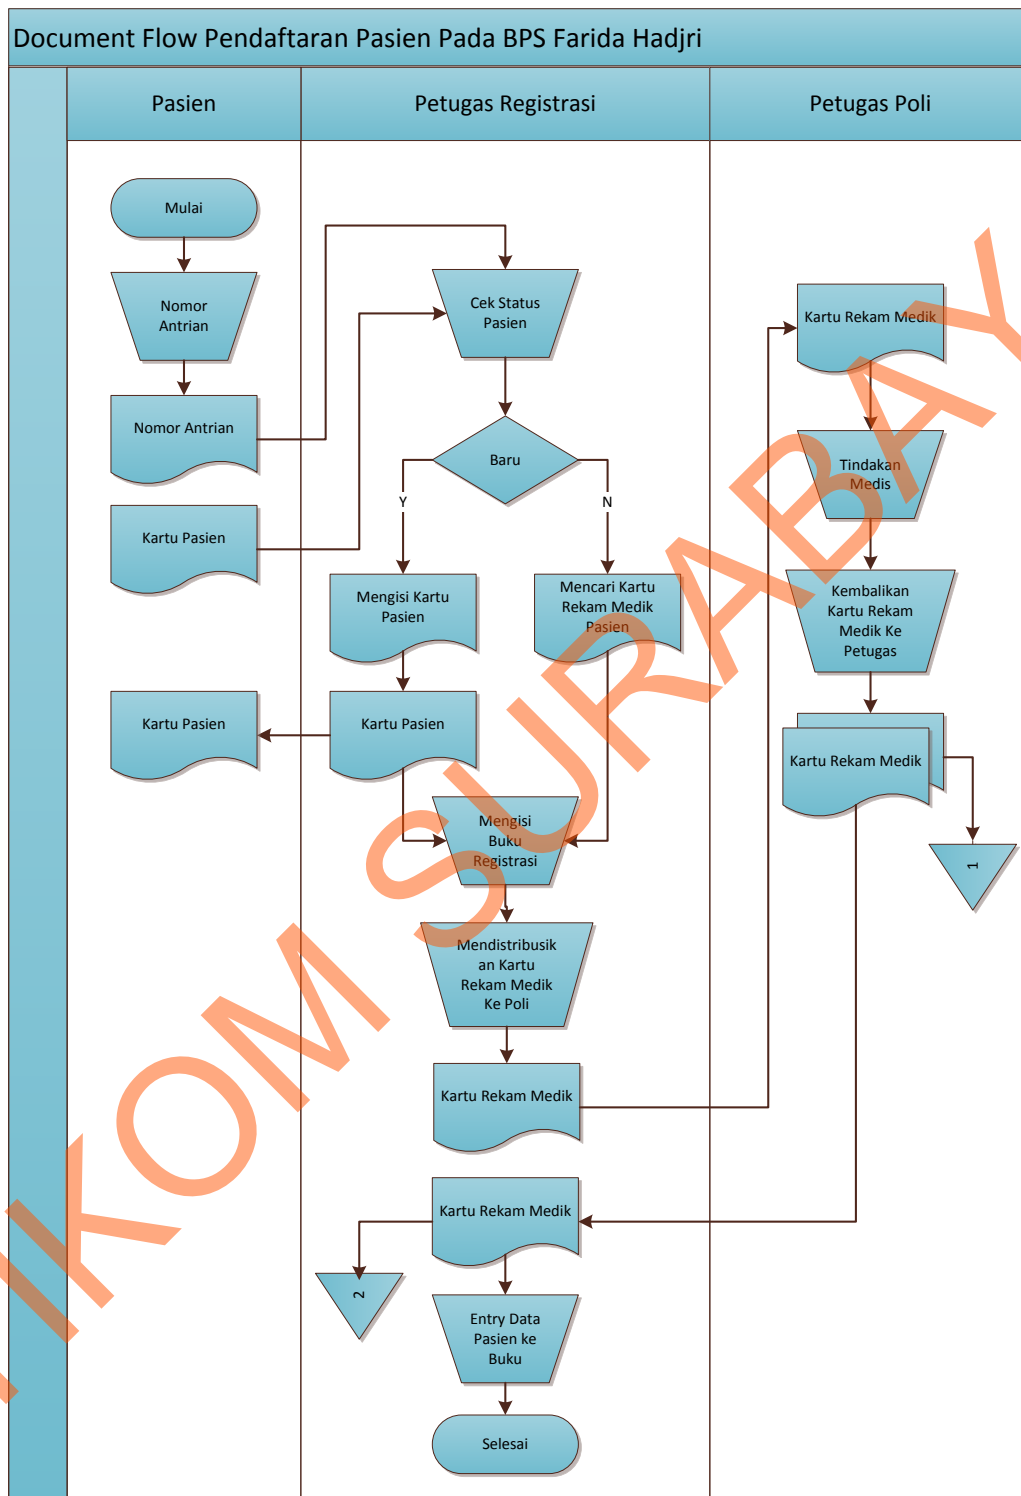 Document Flow Pendaftaran Pasien Pada BPS Farida Hadjri
Pasien
Petugas Registrasi
Petugas Poli
Mulai
Nomor
Antrian
Nomor Antrian
Kartu Pasien
Kartu Pasien
Cek Status
Pasien
Baru
Y
N
Mengisi Kartu
Pasien
Mencari Kartu
Rekam Medik
Pasien
Kartu Pasien
Mengisi
Buku
Registrasi
Mendistribusik
an Kartu
Rekam Medik
Ke Poli
Kartu Rekam Medik
Kartu Rekam Medik
2
Entry Data
Pasien ke
Buku
Selesai
Kartu Rekam Medik
Tindakan
Medis
Kembalikan
Kartu Rekam
Medik Ke
Petugas
Kartu Rekam Medik
1
IKOM SURABAY